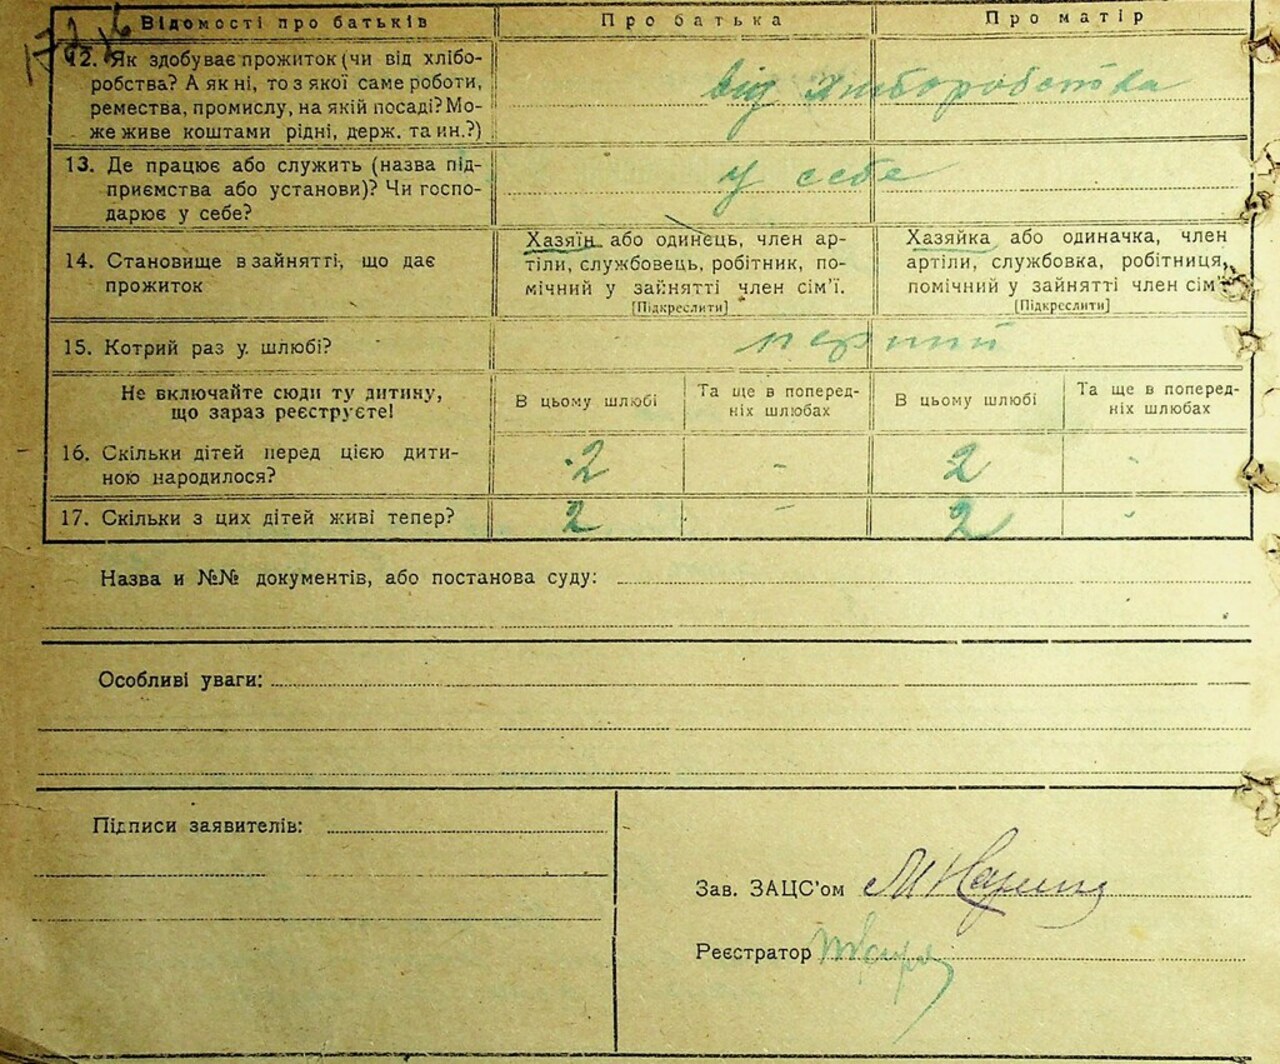 Відомості про батьків Про батька Про матір
12. Як здобуває прожиток (чи від хлібо-
робства? А як ні, то з якої саме роботи,
ремества, промислу, на якій посаді? Мо-
же живе коштами рідні, держ. та ин.?)
від хліборобства
13. Де працює або служить (назва під-
приємства або установи)? Чи госпо-
дарює у себе?
у себе
14. Становище в зайнятті, що дає
прожиток
Хазяїн або одинець, член ар-
тіли, службовець, робітник, по-
мічний у зайнятті член сім'ї.
[Підкреслити]
Хазяйка або одиначка, член
артіли, службовка, робітниця,
помічний у зайнятті член сім'ї
[Підкреслити]
15. Котрий раз у шлюбі?
перший
Не включайте сюди ту дитину,
що зараз реєструєте!
В цьому шлюбі
Та ще в поперед-
ніх шлюбах
В цьому шлюбі
Та ще в поперед-
ніх шлюбах
16. Скільки дітей перед цією дити-
ною народилося?
2 - 2 -
17. Скільки з цих дітей живі тепер?
2 - 2 -
Назва и №№ документів, або постанова суду:
Особливі уваги:
Підписи заявителів:
Зав. ЗАЦС'ом
Реєстратор